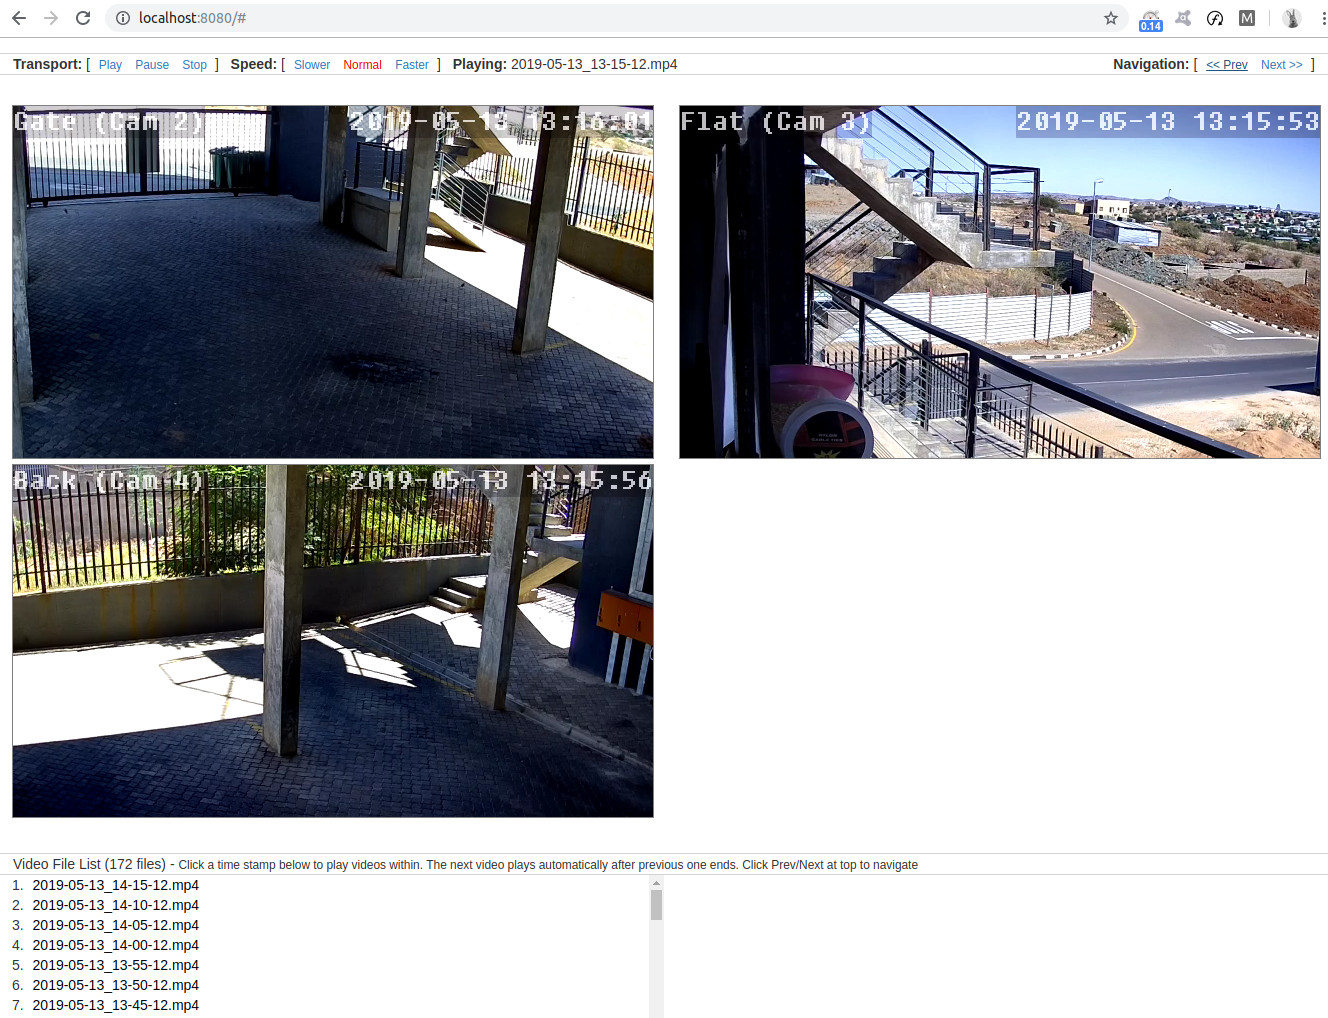 localhost:8080/#
0.14
M
Transport: [ Play Pause Stop ] Speed: [ Slower Normal Faster ] Playing: 2019-05-13_13-15-12.mp4
Navigation: [ << Prev Next >> ]
Gate (Cam 2) 2019-05-13 13:16:01
Flat (Cam 3) 2019-05-13 13:15:53
STOP
NYLON
CABLE TIES
Back (Cam 4) 2019-05-13 13:15:56
Video File List (172 files) - Click a time stamp below to play videos within. The next video plays automatically after previous one ends. Click Prev/Next at top to navigate
1. 2019-05-13_14-15-12.mp4
2. 2019-05-13_14-10-12.mp4
3. 2019-05-13_14-05-12.mp4
4. 2019-05-13_14-00-12.mp4
5. 2019-05-13_13-55-12.mp4
6. 2019-05-13_13-50-12.mp4
7. 2019-05-13_13-45-12.mp4